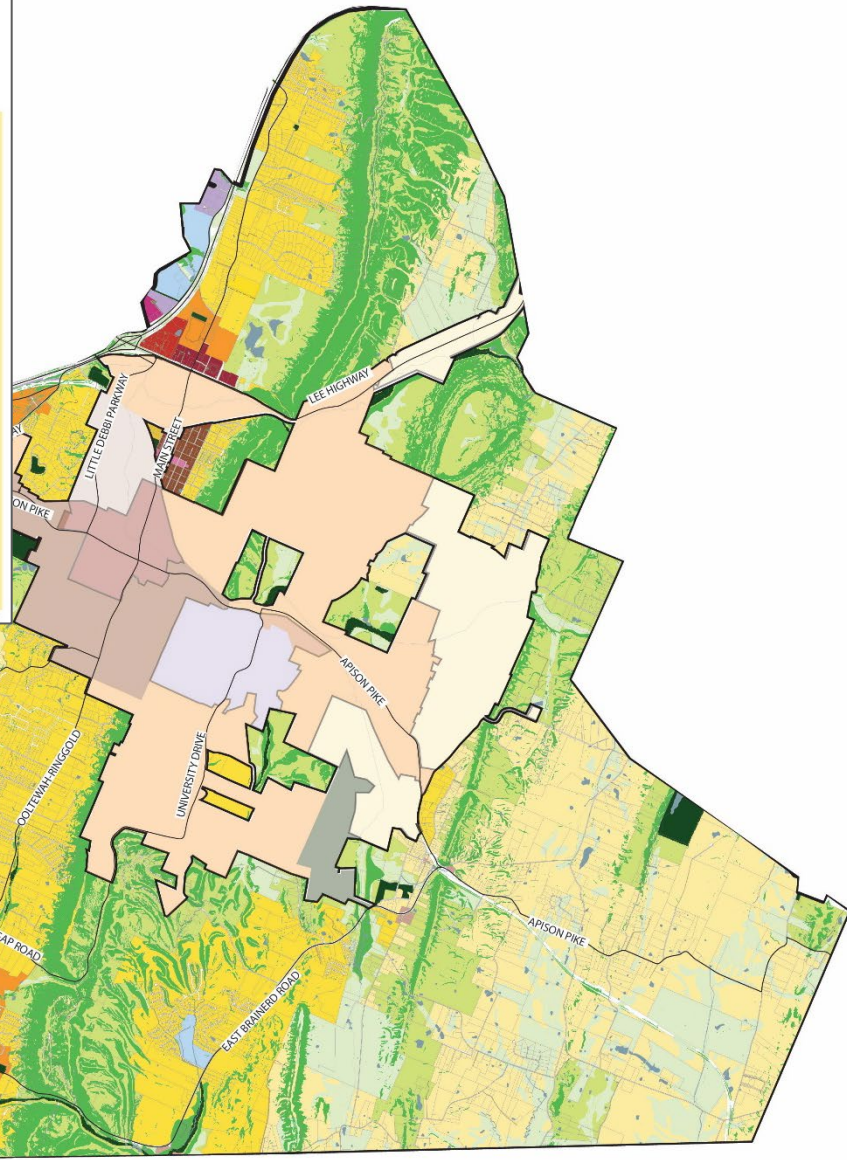 LEE HIGHWAY
LITTLE DEBBI PARKWAY
MAIN STREET
AY
ON PIKE
APISON PIKE
UNIVERSITY DRIVE
OOLTEWAH-RINGGOLD
APISON PIKE
AP ROAD
EAST BRAINERD ROAD